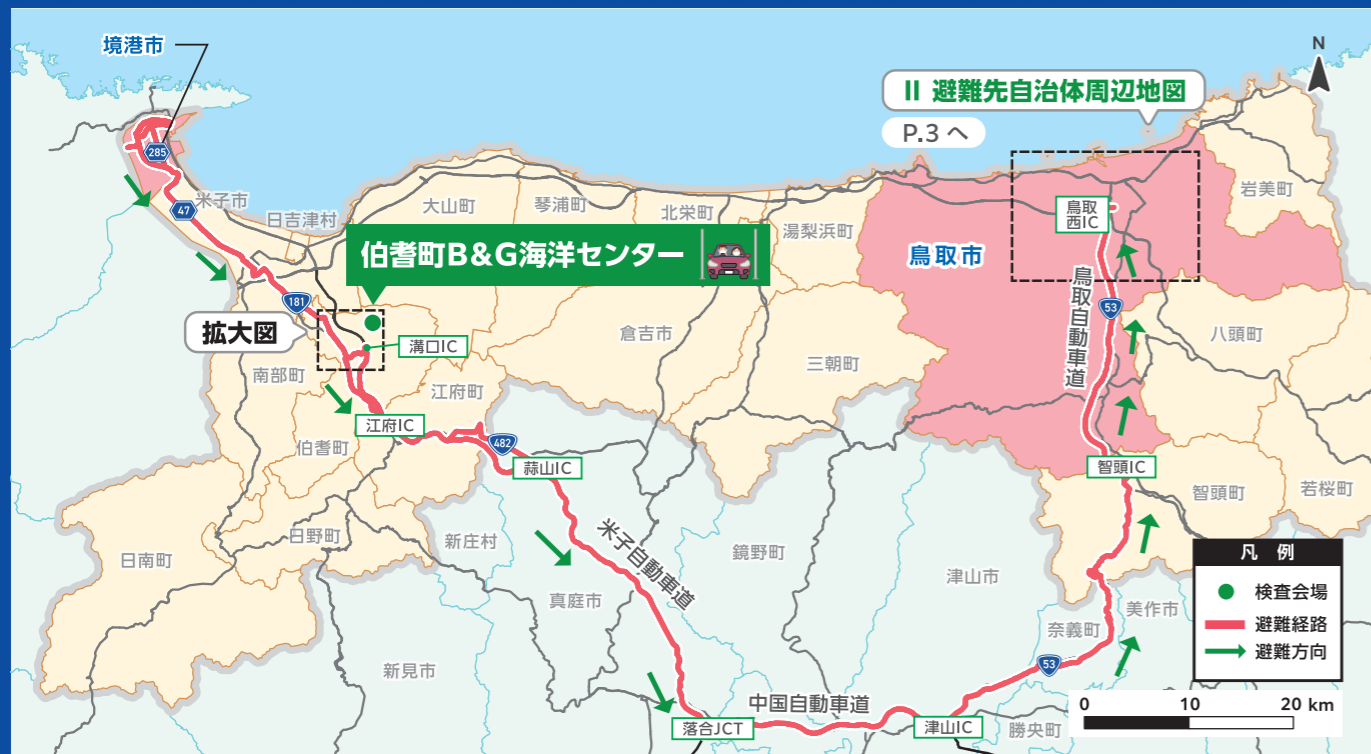 境港市
N
II 避難先自治体周辺地図
P.3 へ
285
47
米子市
日吉津村
大山町
琴浦町
北栄町
湯梨浜町
岩美町
鳥取
西IC
鳥取市
伯耆町B&G海洋センター
181
拡大図
溝口IC
倉吉市
三朝町
53
鳥取自動車道
八頭町
南部町
江府町
江府IC
伯耆町
482
蒜山IC
智頭IC
智頭町
若桜町
日南町
日野町
新庄村
米子自動車道
鏡野町
真庭市
津山市
新見市
奈義町
美作市
53
凡 例
検査会場
避難経路
避難方向
中国自動車道
落合JCT
津山IC
勝央町
0 10 20 km